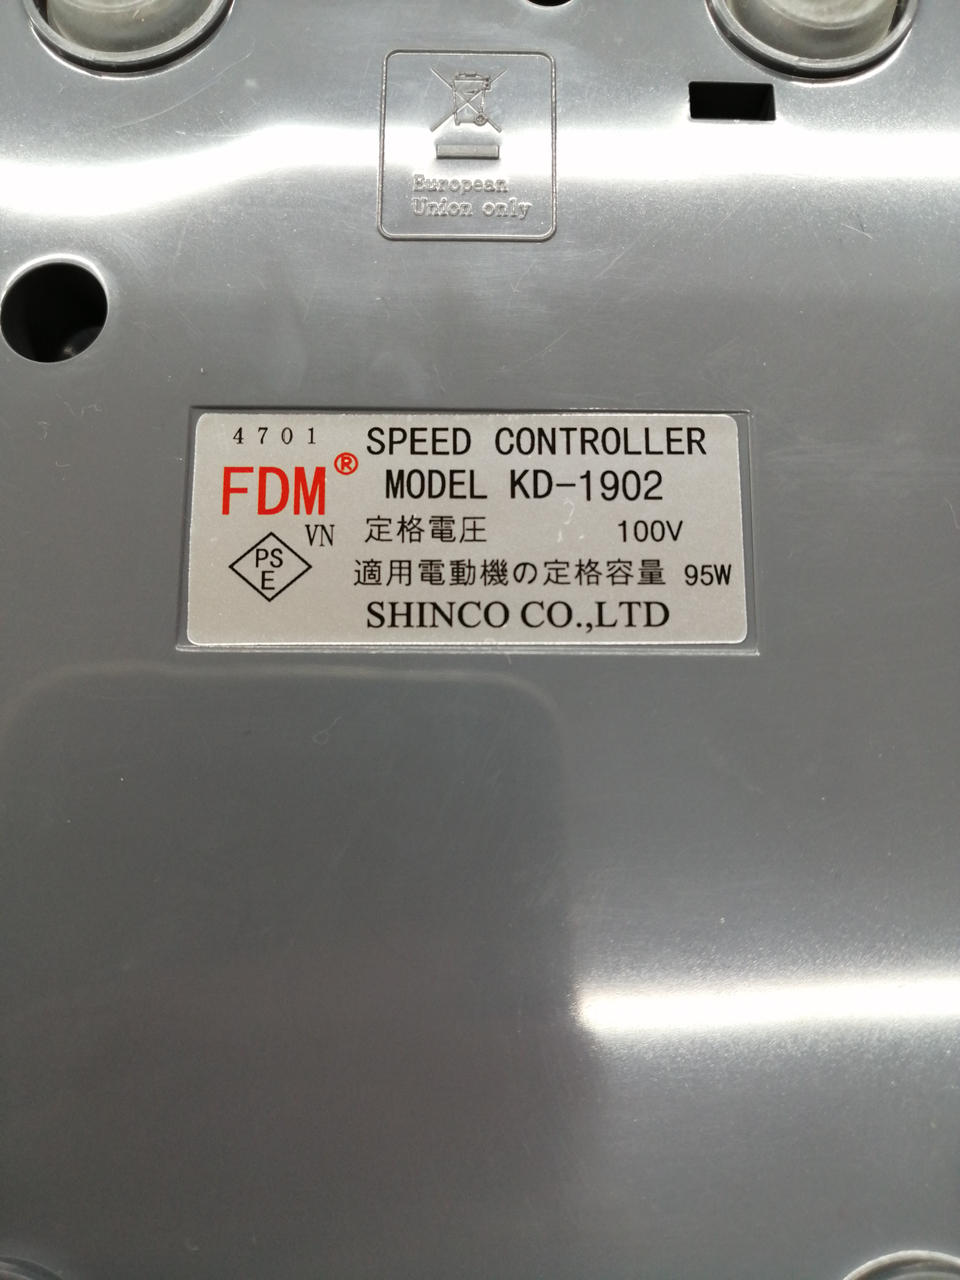 European
Union only
4701 SPEED CONTROLLER
FDM® MODEL KD-1902
VN 定格電圧 100V
PS
E
適用電動機の定格容量 95W
SHINCO CO.,LTD